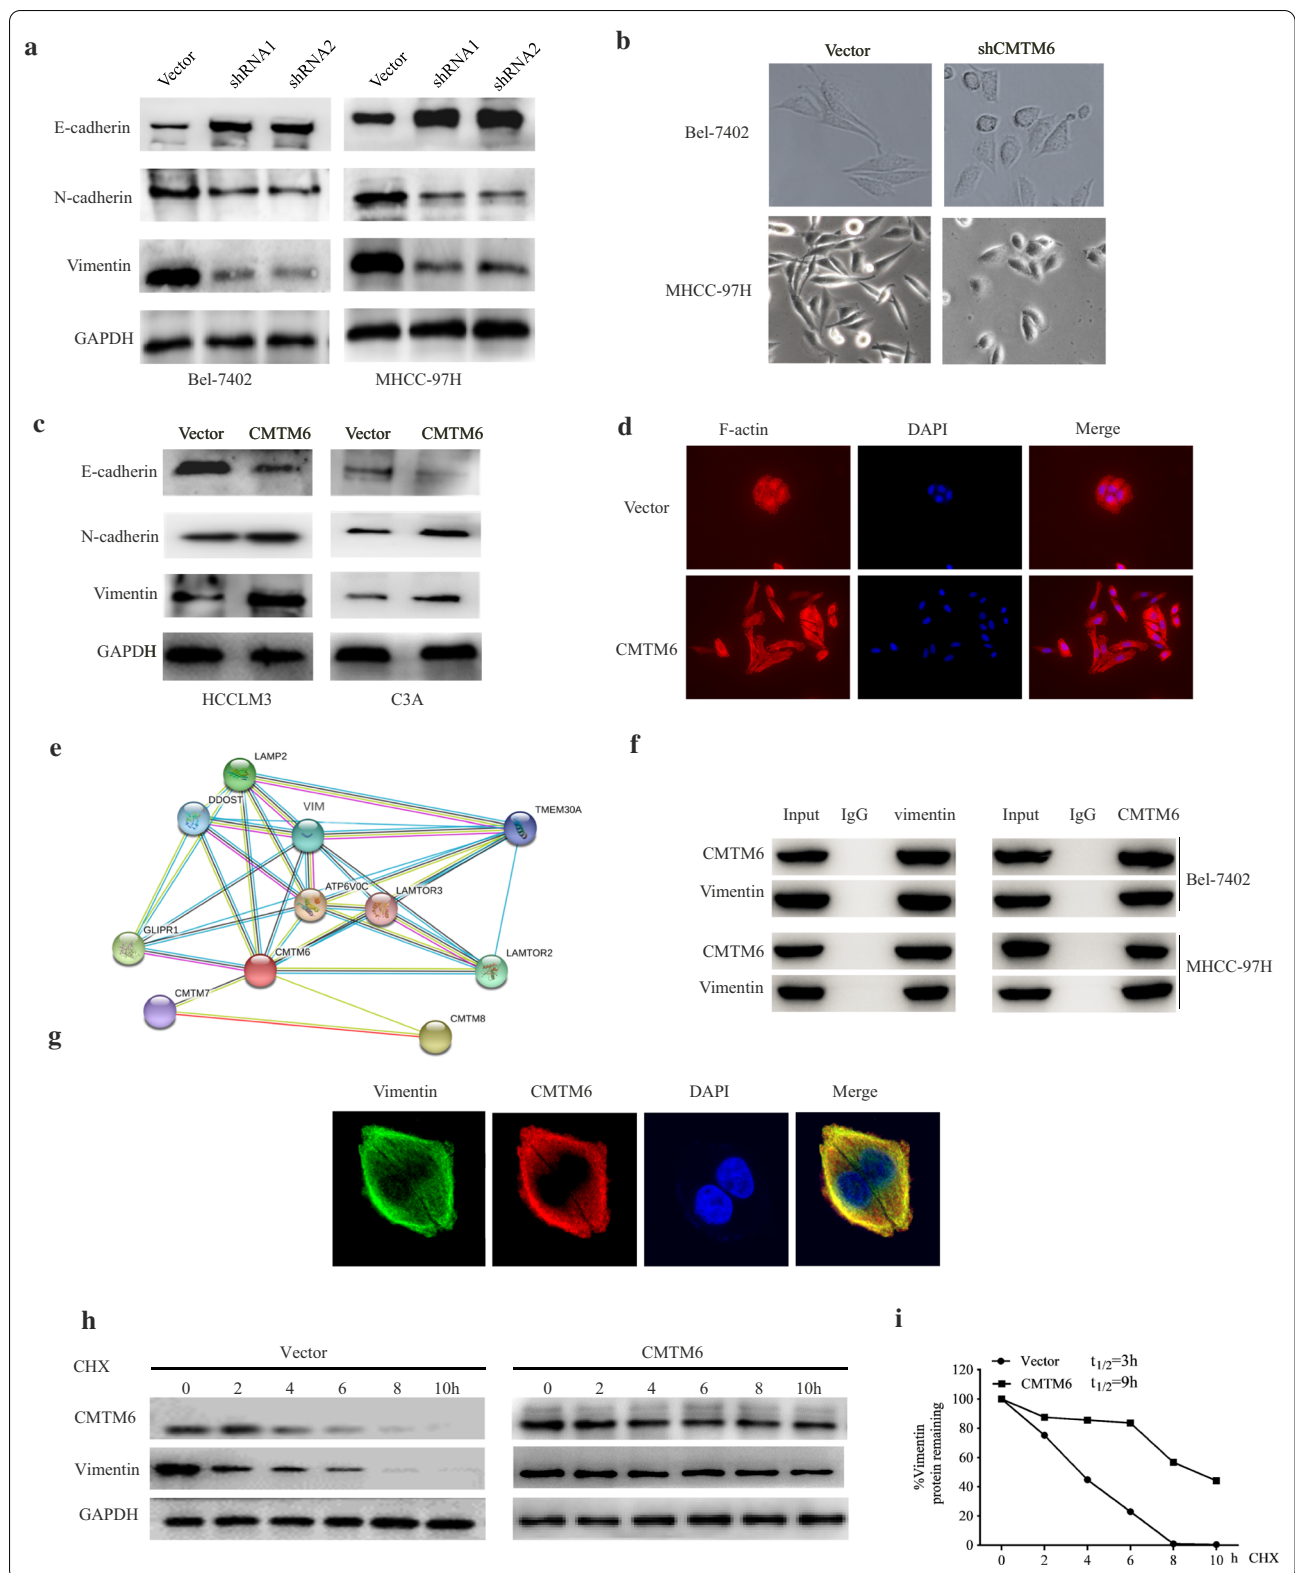 a
Vector shRNA1 shRNA2 Vector shRNA1 shRNA2
E-cadherin
N-cadherin
Vimentin
GAPDH
Bel-7402 MHCC-97H
b
Vector shCMTM6
Bel-7402
MHCC-97H
c
Vector CMTM6 Vector CMTM6
E-cadherin
N-cadherin
Vimentin
GAPDH
HCCLM3 C3A
d
F-actin DAPI Merge
Vector
CMTM6
e
LAMP2
DDOST
VIM
TMEM30A
ATP6V0C
LAMTOR3
GLIPR1
CMTM6
LAMTOR2
CMTM7
CMTM8
f
Input IgG vimentin Input IgG CMTM6
CMTM6
Vimentin
Bel-7402
CMTM6
Vimentin
MHCC-97H
g
Vimentin CMTM6 DAPI Merge
h
Vector CMTM6
CHX
0 2 4 6 8 10h 0 2 4 6 8 10h
CMTM6
Vimentin
GAPDH
i
Vector t1/2=3h
CMTM6 t1/2=9h
%Vimentin
protein remaining
120
100
80
60
40
20
0
0 2 4 6 8 10 h CHX